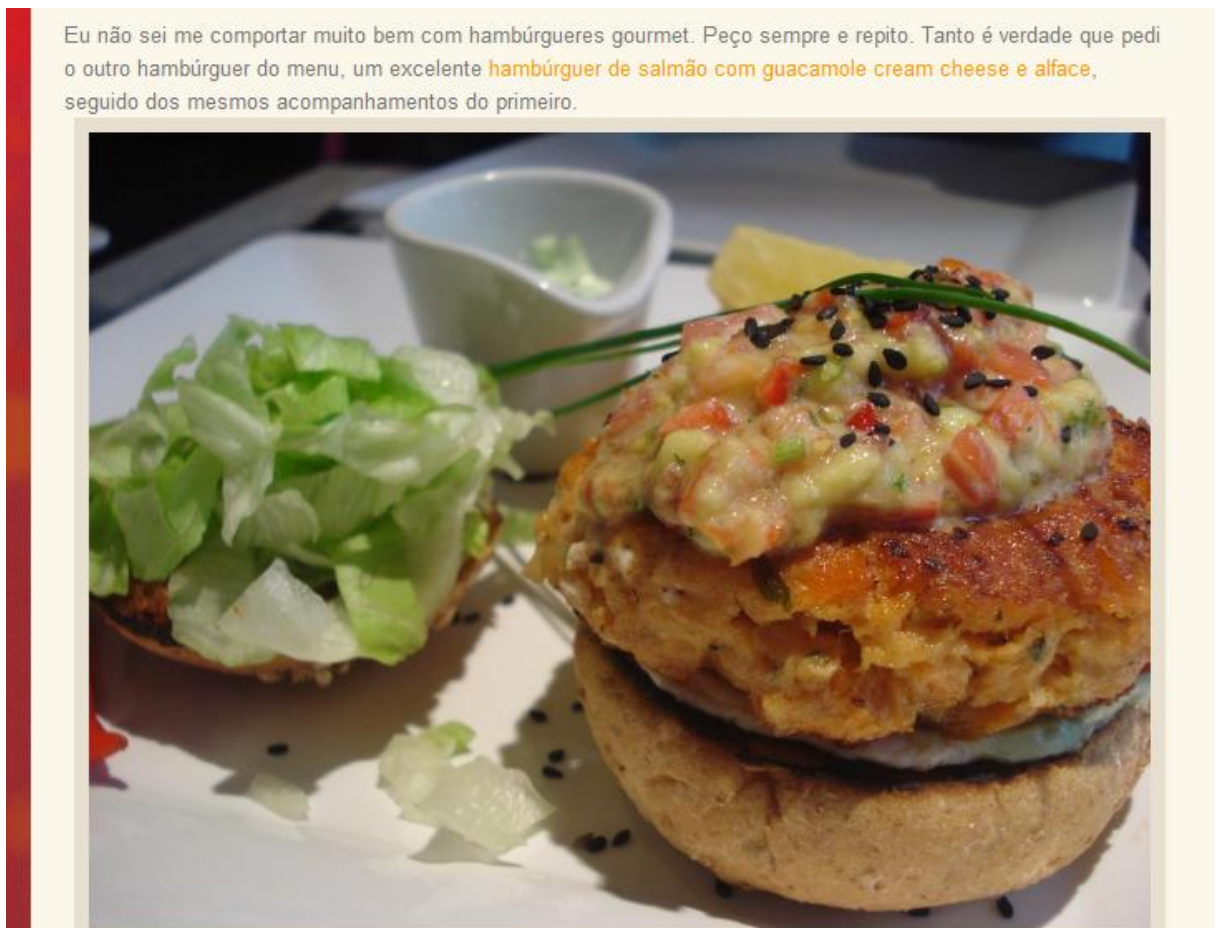 Eu não sei me comportar muito bem com hambúrgueres gourmet. Peço sempre e repito. Tanto é verdade que pedi
o outro hambúrguer do menu, um excelente hambúrguer de salmão com guacamole cream cheese e alface,
seguido dos mesmos acompanhamentos do primeiro.